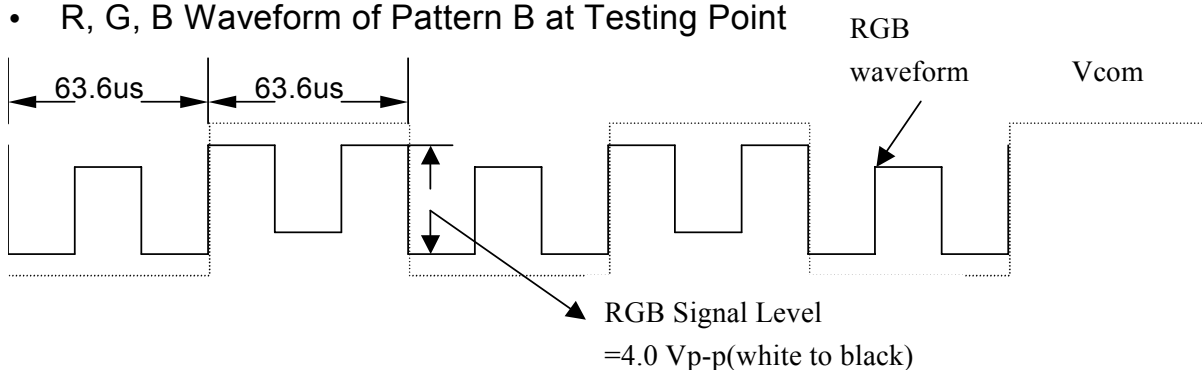 • R, G, B Waveform of Pattern B at Testing Point
RGB
waveform
Vcom
63.6us
63.6us
RGB Signal Level
=4.0 Vp-p(white to black)